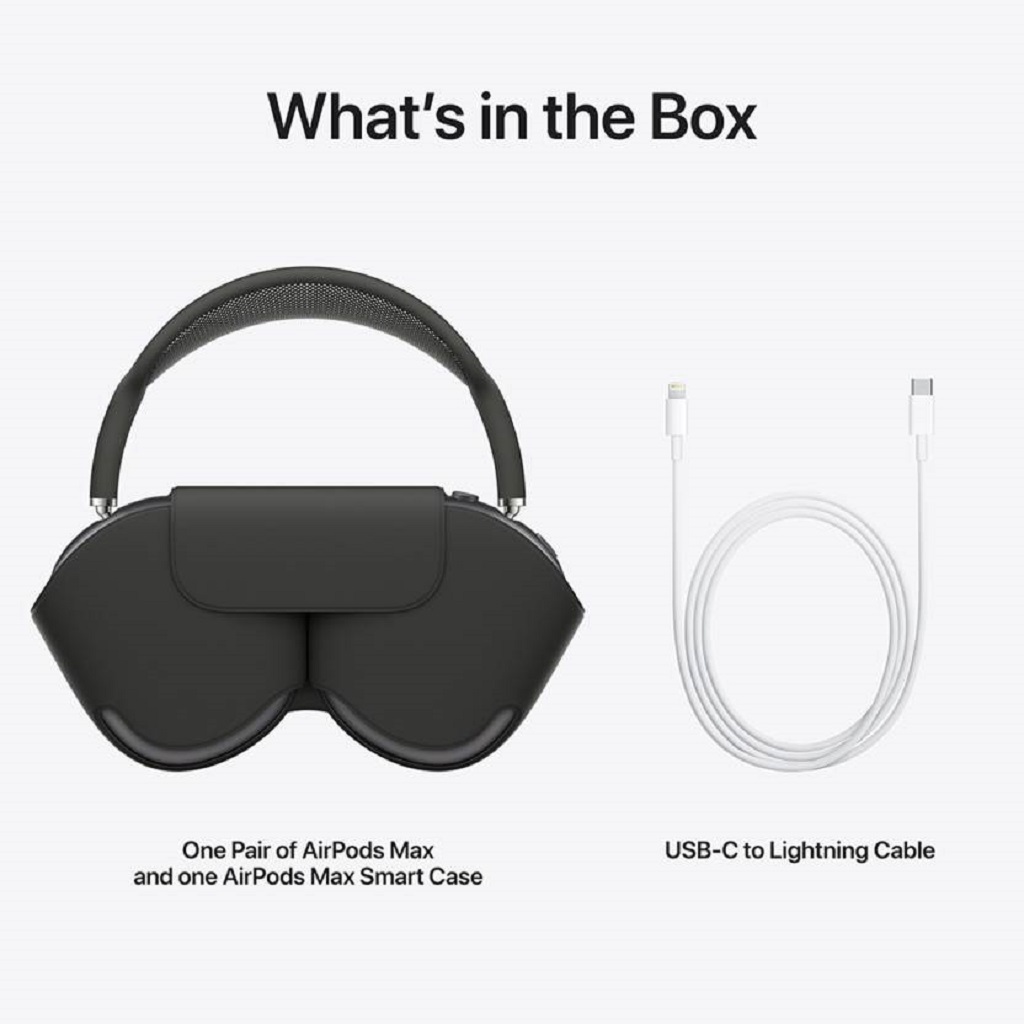 What's in the Box
One Pair of AirPods Max
and one AirPods Max Smart Case
USB-C to Lightning Cable